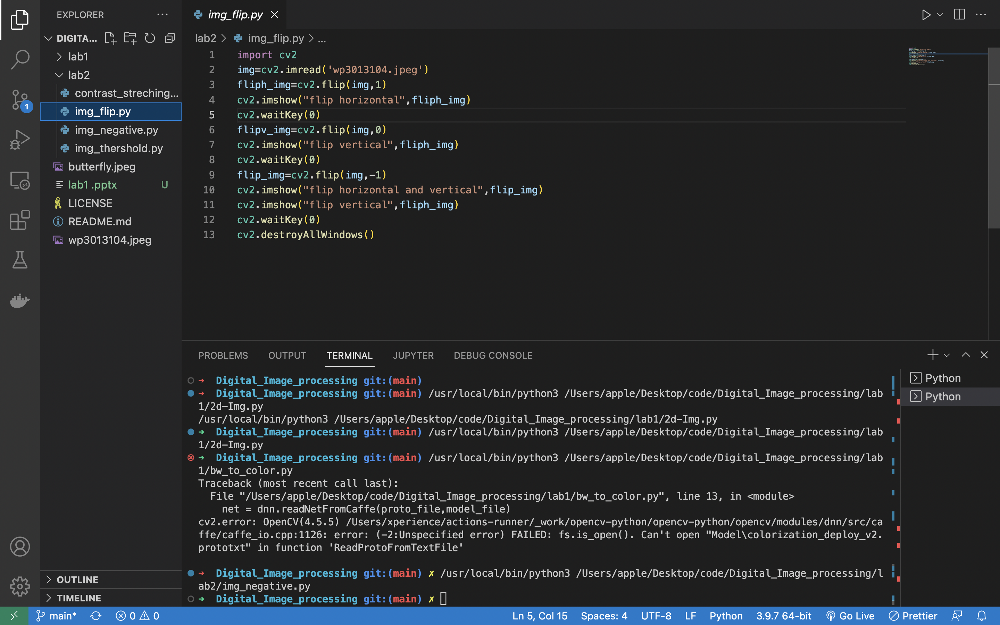 EXPLORER
DIGITA...
lab1
lab2
contrast_streching...
img_flip.py
img_negative.py
img_thershold.py
butterfly.jpeg
lab1 .pptx U
LICENSE
README.md
wp3013104.jpeg
OUTLINE
TIMELINE
1
img_flip.py
lab2 > img_flip.py > ...
1 import cv2
2 img=cv2.imread('wp3013104.jpeg')
3 fliph_img=cv2.flip(img,1)
4 cv2.imshow("flip horizontal",fliph_img)
5 cv2.waitKey(0)
6 flipv_img=cv2.flip(img,0)
7 cv2.imshow("flip vertical",fliph_img)
8 cv2.waitKey(0)
9 flip_img=cv2.flip(img,-1)
10 cv2.imshow("flip horizontal and vertical",flip_img)
11 cv2.imshow("flip vertical",fliph_img)
12 cv2.waitKey(0)
13 cv2.destroyAllWindows()
PROBLEMS OUTPUT TERMINAL JUPYTER DEBUG CONSOLE
➜ Digital_Image_processing git:(main)
➜ Digital_Image_processing git:(main) /usr/local/bin/python3 /Users/apple/Desktop/code/Digital_Image_processing/lab
1/2d-Img.py
/usr/local/bin/python3 /Users/apple/Desktop/code/Digital_Image_processing/lab1/2d-Img.py
➜ Digital_Image_processing git:(main) /usr/local/bin/python3 /Users/apple/Desktop/code/Digital_Image_processing/lab
1/2d-Img.py
➜ Digital_Image_processing git:(main) /usr/local/bin/python3 /Users/apple/Desktop/code/Digital_Image_processing/lab
1/bw_to_color.py
Traceback (most recent call last):
File "/Users/apple/Desktop/code/Digital_Image_processing/lab1/bw_to_color.py", line 13, in <module>
net = dnn.readNetFromCaffe(proto_file,model_file)
cv2.error: OpenCV(4.5.5) /Users/xperience/actions-runner/_work/opencv-python/opencv-python/opencv/modules/dnn/src/ca
ffe/caffe_io.cpp:1126: error: (-2:Unspecified error) FAILED: fs.is_open(). Can't open "Model\colorization_deploy_v2.
prototxt" in function 'ReadProtoFromTextFile'
➜ Digital_Image_processing git:(main) ✗ /usr/local/bin/python3 /Users/apple/Desktop/code/Digital_Image_processing/l
ab2/img_negative.py
➜ Digital_Image_processing git:(main) ✗
Python
Python
main* 0 0 Ln 5, Col 15 Spaces: 4 UTF-8 LF Python 3.9.7 64-bit Go Live Prettier